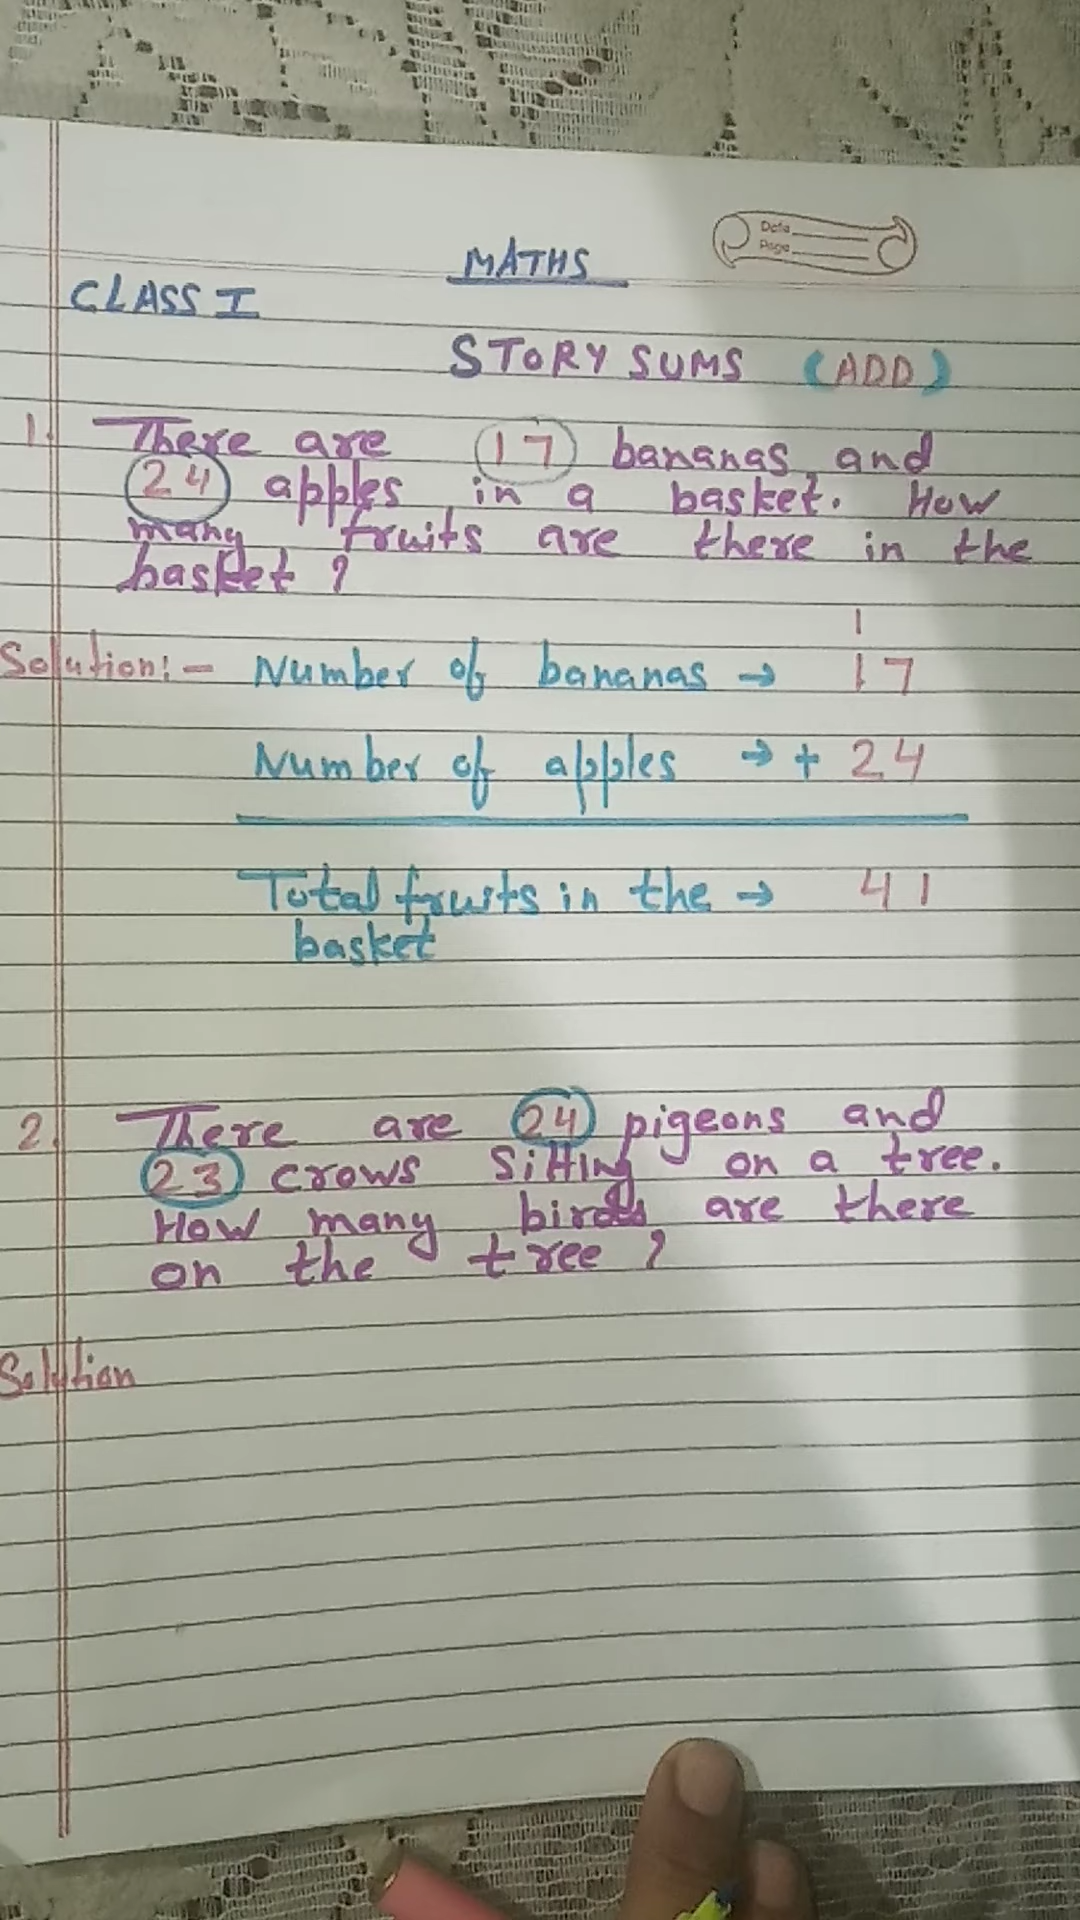 Date
Page
MATHS
CLASS I
STORY SUMS (ADD)
1. There are 17 bananas and
24 apples in a basket. How
many fruits are there in the
basket ?
1
Solution:- Number of bananas → 17
Number of apples → + 24
Total fruits in the → 41
basket
2. There are 24 pigeons and
23 crows sitting on a tree.
How many birds are there
on the tree ?
Solution